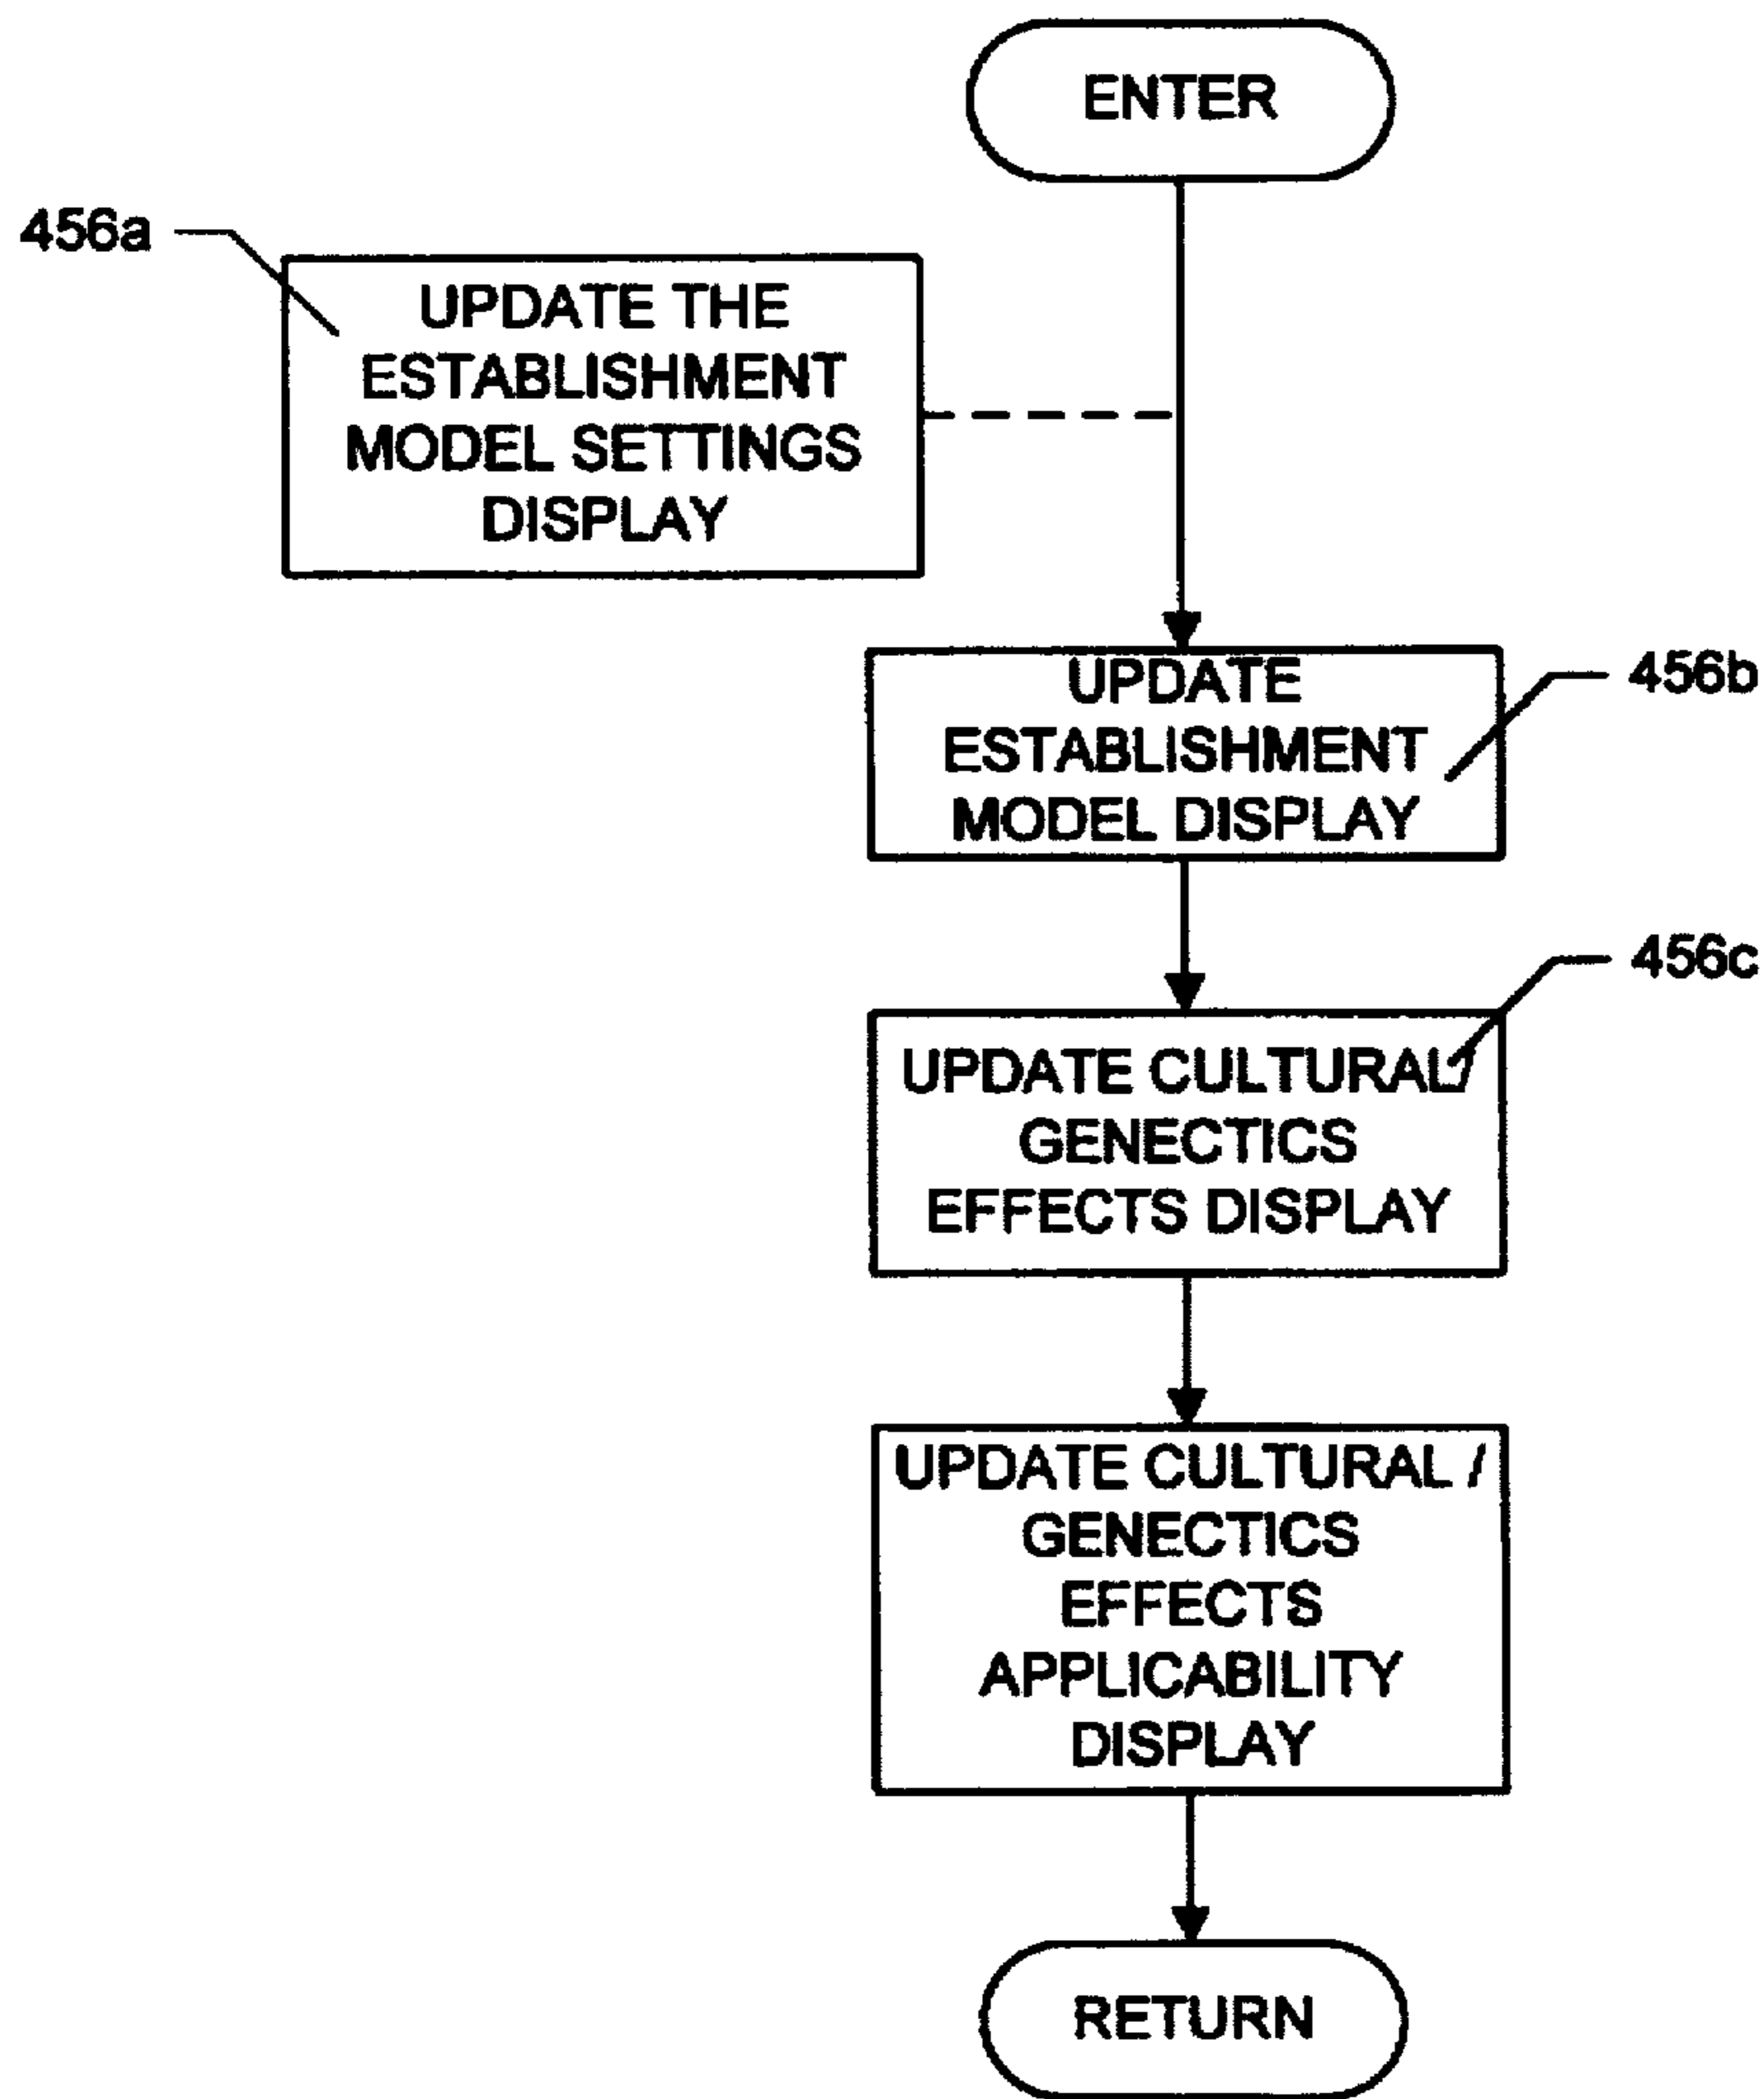 ENTER
456a
UPDATE THE
ESTABLISHMENT
MODEL SETTINGS
DISPLAY
UPDATE
ESTABLISHMENT
MODEL DISPLAY
456b
456c
UPDATE CULTURAL/
GENECTICS
EFFECTS DISPLAY
UPDATE CULTURAL /
GENECTICS
EFFECTS
APPLICABILITY
DISPLAY
RETURN